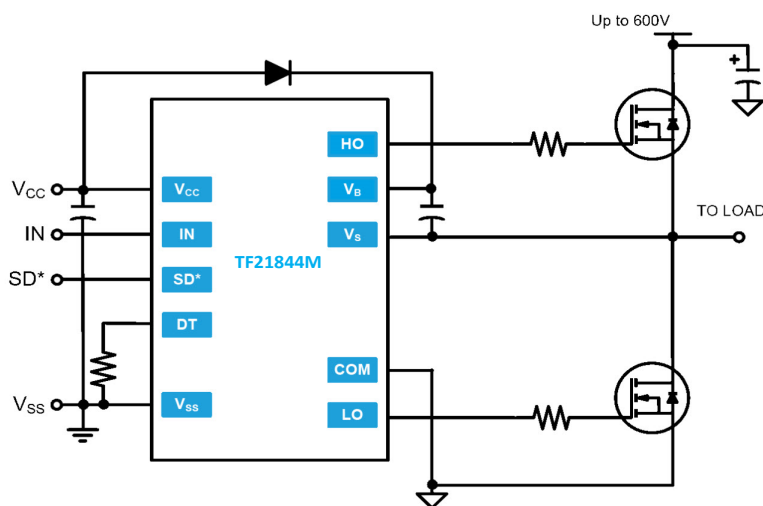 Up to 600V
+
HO
VCC
VCC
VB
TO LOAD
IN
IN
VS
SD*
SD*
TF21844M
DT
COM
VSS
VSS
LO